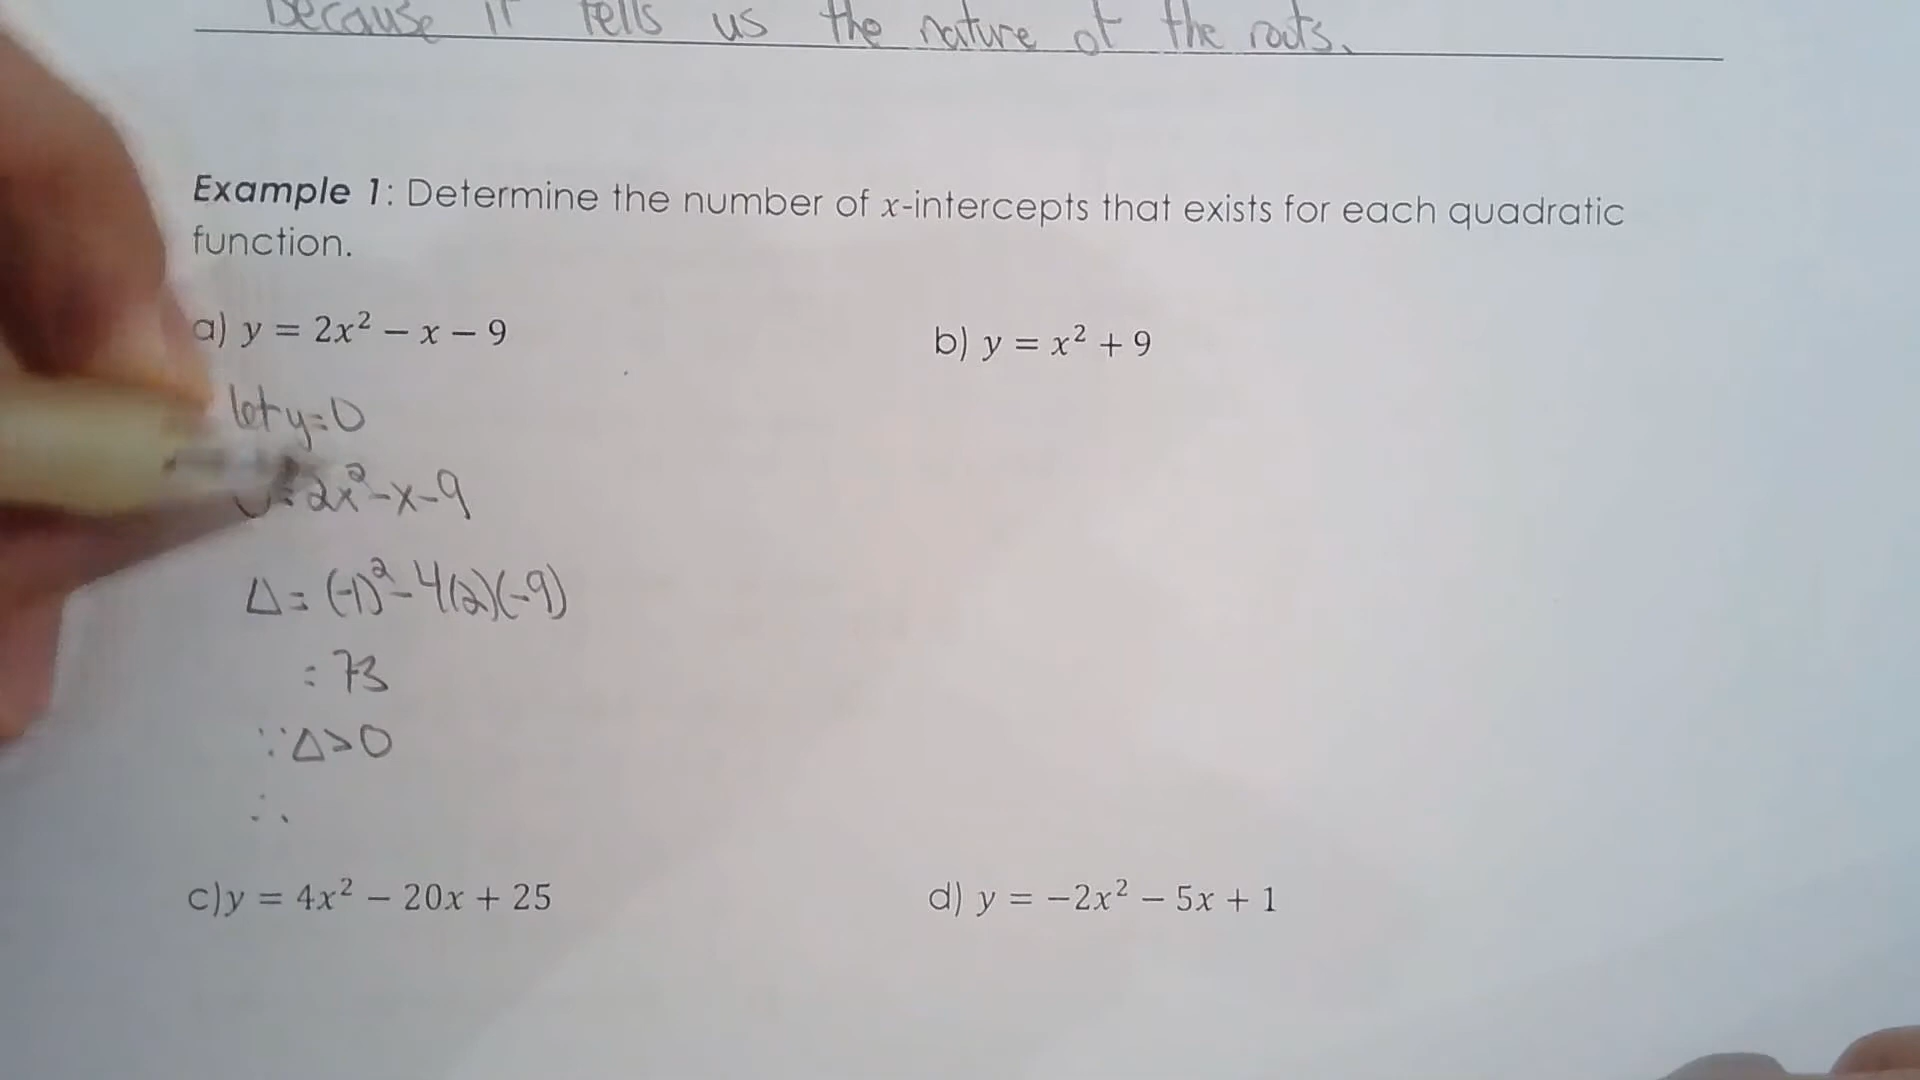 because it tells us the nature of the roots.
Example 1: Determine the number of x-intercepts that exists for each quadratic
function.
a) y = 2x² − x − 9
b) y = x² + 9
let y=0
0=2x²-x-9
Δ= (-1)²-4(2)(-9)
= 73
∵Δ>0
∴
c)y = 4x² − 20x + 25
d) y = −2x² − 5x + 1